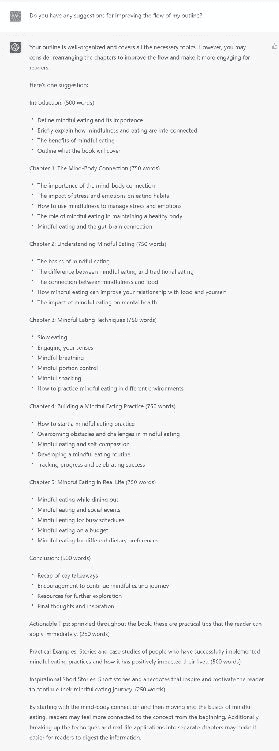 Do you have any suggestions for improving the flow of my outline?
Your outline is well-organized and covers all the necessary topics. However, you may
consider rearranging the chapters to improve the flow and make it more engaging for
readers.
Here's one suggestion:
Introduction (500 words)
• Define mindful eating and its importance
• Briefly explain how mindfulness and eating are interconnected
• The benefits of mindful eating
• Outline what the book will cover
Chapter 1: The Mind-Body Connection (750 words)
• The importance of the mind-body connection
• The impact of stress and emotions on eating habits
• How to use mindfulness to manage stress and emotions
• The role of mindful eating in maintaining a healthy body
• Mindful eating and the gut-brain connection
Chapter 2: Understanding Mindful Eating (750 words)
• The basics of mindful eating
• The difference between mindful eating and traditional eating
• The connection between mindfulness and food
• How mindful eating can improve your relationship with food and yourself
• The impact of mindful eating on mental health
Chapter 3: Mindful Eating Techniques (750 words)
• Slow eating
• Engaging your senses
• Mindful breathing
• Mindful portion control
• Mindful snacking
• How to practice mindful eating in different environments
Chapter 4: Building a Mindful Eating Practice (750 words)
• How to start a mindful eating practice
• Overcoming obstacles and challenges in mindful eating
• Mindful eating and self-compassion
• Developing a mindful eating routine
• Tracking progress and celebrating success
Chapter 5: Mindful Eating in Real Life (750 words)
• Mindful eating while dining out
• Mindful eating and social events
• Mindful eating for busy schedules
• Mindful eating on a budget
• Mindful eating for different dietary preferences
Conclusion: (500 words)
• Recap of key takeaways
• Encouragement to continue mindful eating journey
• Resources for further exploration
• Final thoughts and inspiration
Actionable Tips: sprinkled throughout the book, these are practical tips that the reader can
apply immediately. (250 words)
Practical Examples: Stories and case studies of people who have successfully implemented
mindful eating practices and how it has positively impacted their lives. (500 words)
Inspirational Short Stories: Short stories and anecdotes that inspire and motivate the reader
to continue their mindful eating journey. (250 words)
By starting with the mind-body connection and then moving into the basics of mindful
eating, readers may feel more connected to the concept from the beginning. Additionally,
breaking up the techniques and real-life applications into separate chapters may make it
easier for readers to digest the information.